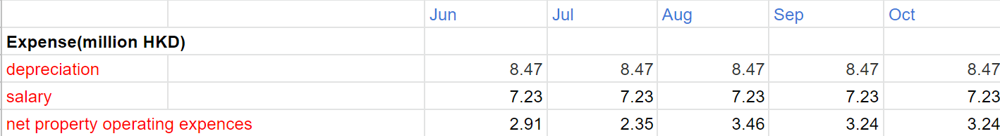 Jun Jul Aug Sep Oct
Expense(million HKD)
depreciation 8.47 8.47 8.47 8.47 8.47
salary 7.23 7.23 7.23 7.23 7.23
net property operating expences 2.91 2.35 3.46 3.24 3.24